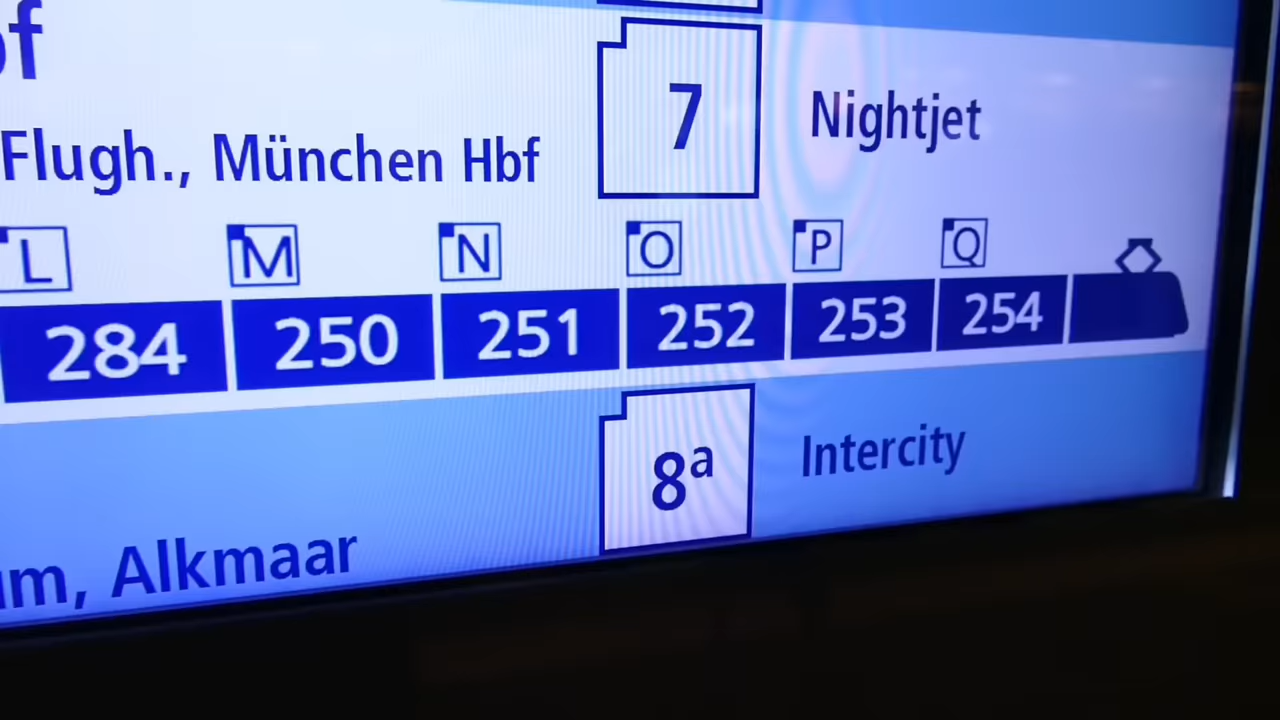 7 Nightjet
Flugh., München Hbf
L M N O P Q
284 250 251 252 253 254
8a Intercity
Alkmaar